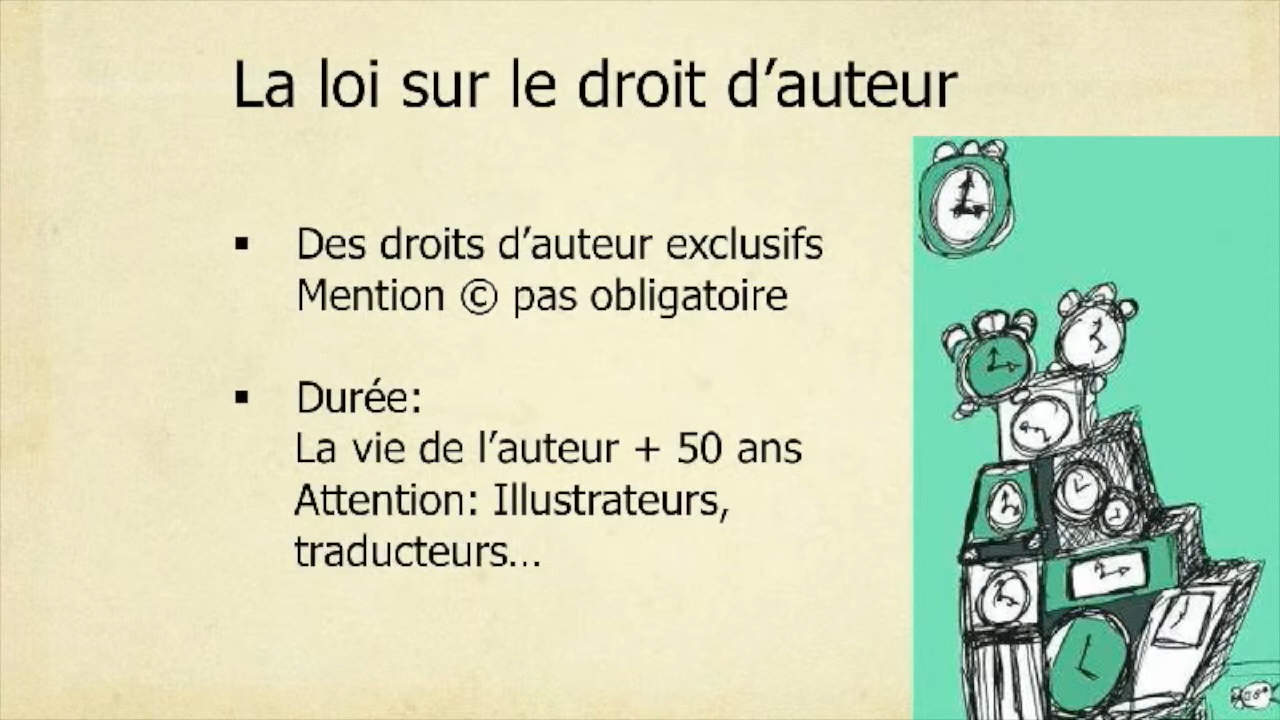 La loi sur le droit d’auteur
▪ Des droits d’auteur exclusifs
Mention © pas obligatoire
▪ Durée:
La vie de l’auteur + 50 ans
Attention: Illustrateurs,
traducteurs...